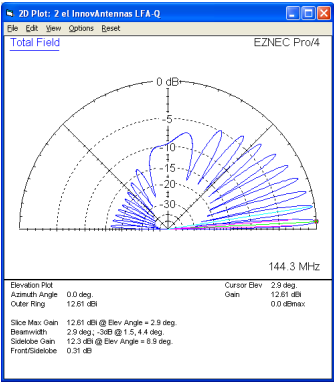 2D Plot: 2 el InnovAntennas LFA-Q
File Edit View Options Reset
Total Field
EZNEC Pro/4
0 dB
-5
-10
-15
-20
-30
144.3 MHz
Elevation Plot
Azimuth Angle 0.0 deg.
Outer Ring 12.61 dBi
Cursor Elev 2.9 deg.
Gain 12.61 dBi
0.0 dBmax
Slice Max Gain 12.61 dBi @ Elev Angle = 2.9 deg.
Beamwidth 2.9 deg.; -3dB @ 1.5, 4.4 deg.
Sidelobe Gain 12.3 dBi @ Elev Angle = 8.9 deg.
Front/Sidelobe 0.31 dB